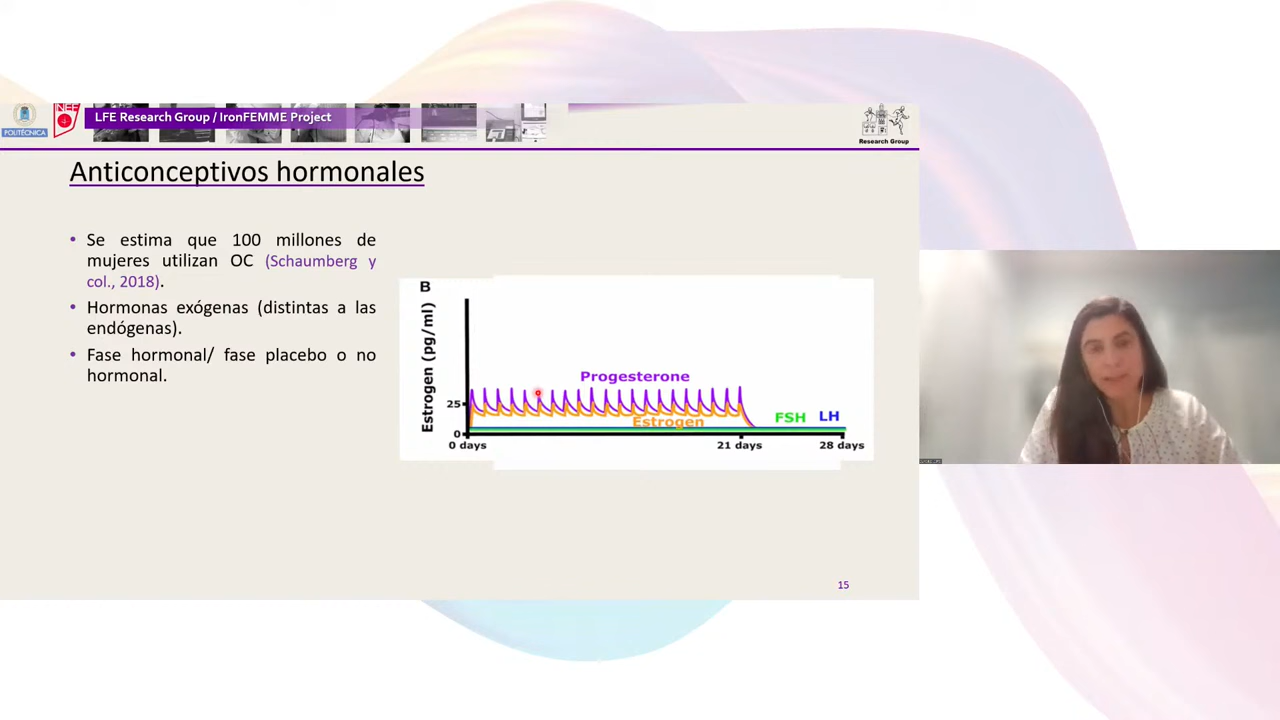 POLITÉCNICA
INEF
LFE Research Group / IronFEMME Project
Research Group
Anticonceptivos hormonales
• Se estima que 100 millones de
mujeres utilizan OC (Schaumberg y
col., 2018).
• Hormonas exógenas (distintas a las
endógenas).
• Fase hormonal/ fase placebo o no
hormonal.
B
Estrogen (pg/ml)
Progesterone
25
Estrogen
FSH
LH
0
0 days
21 days
28 days
15